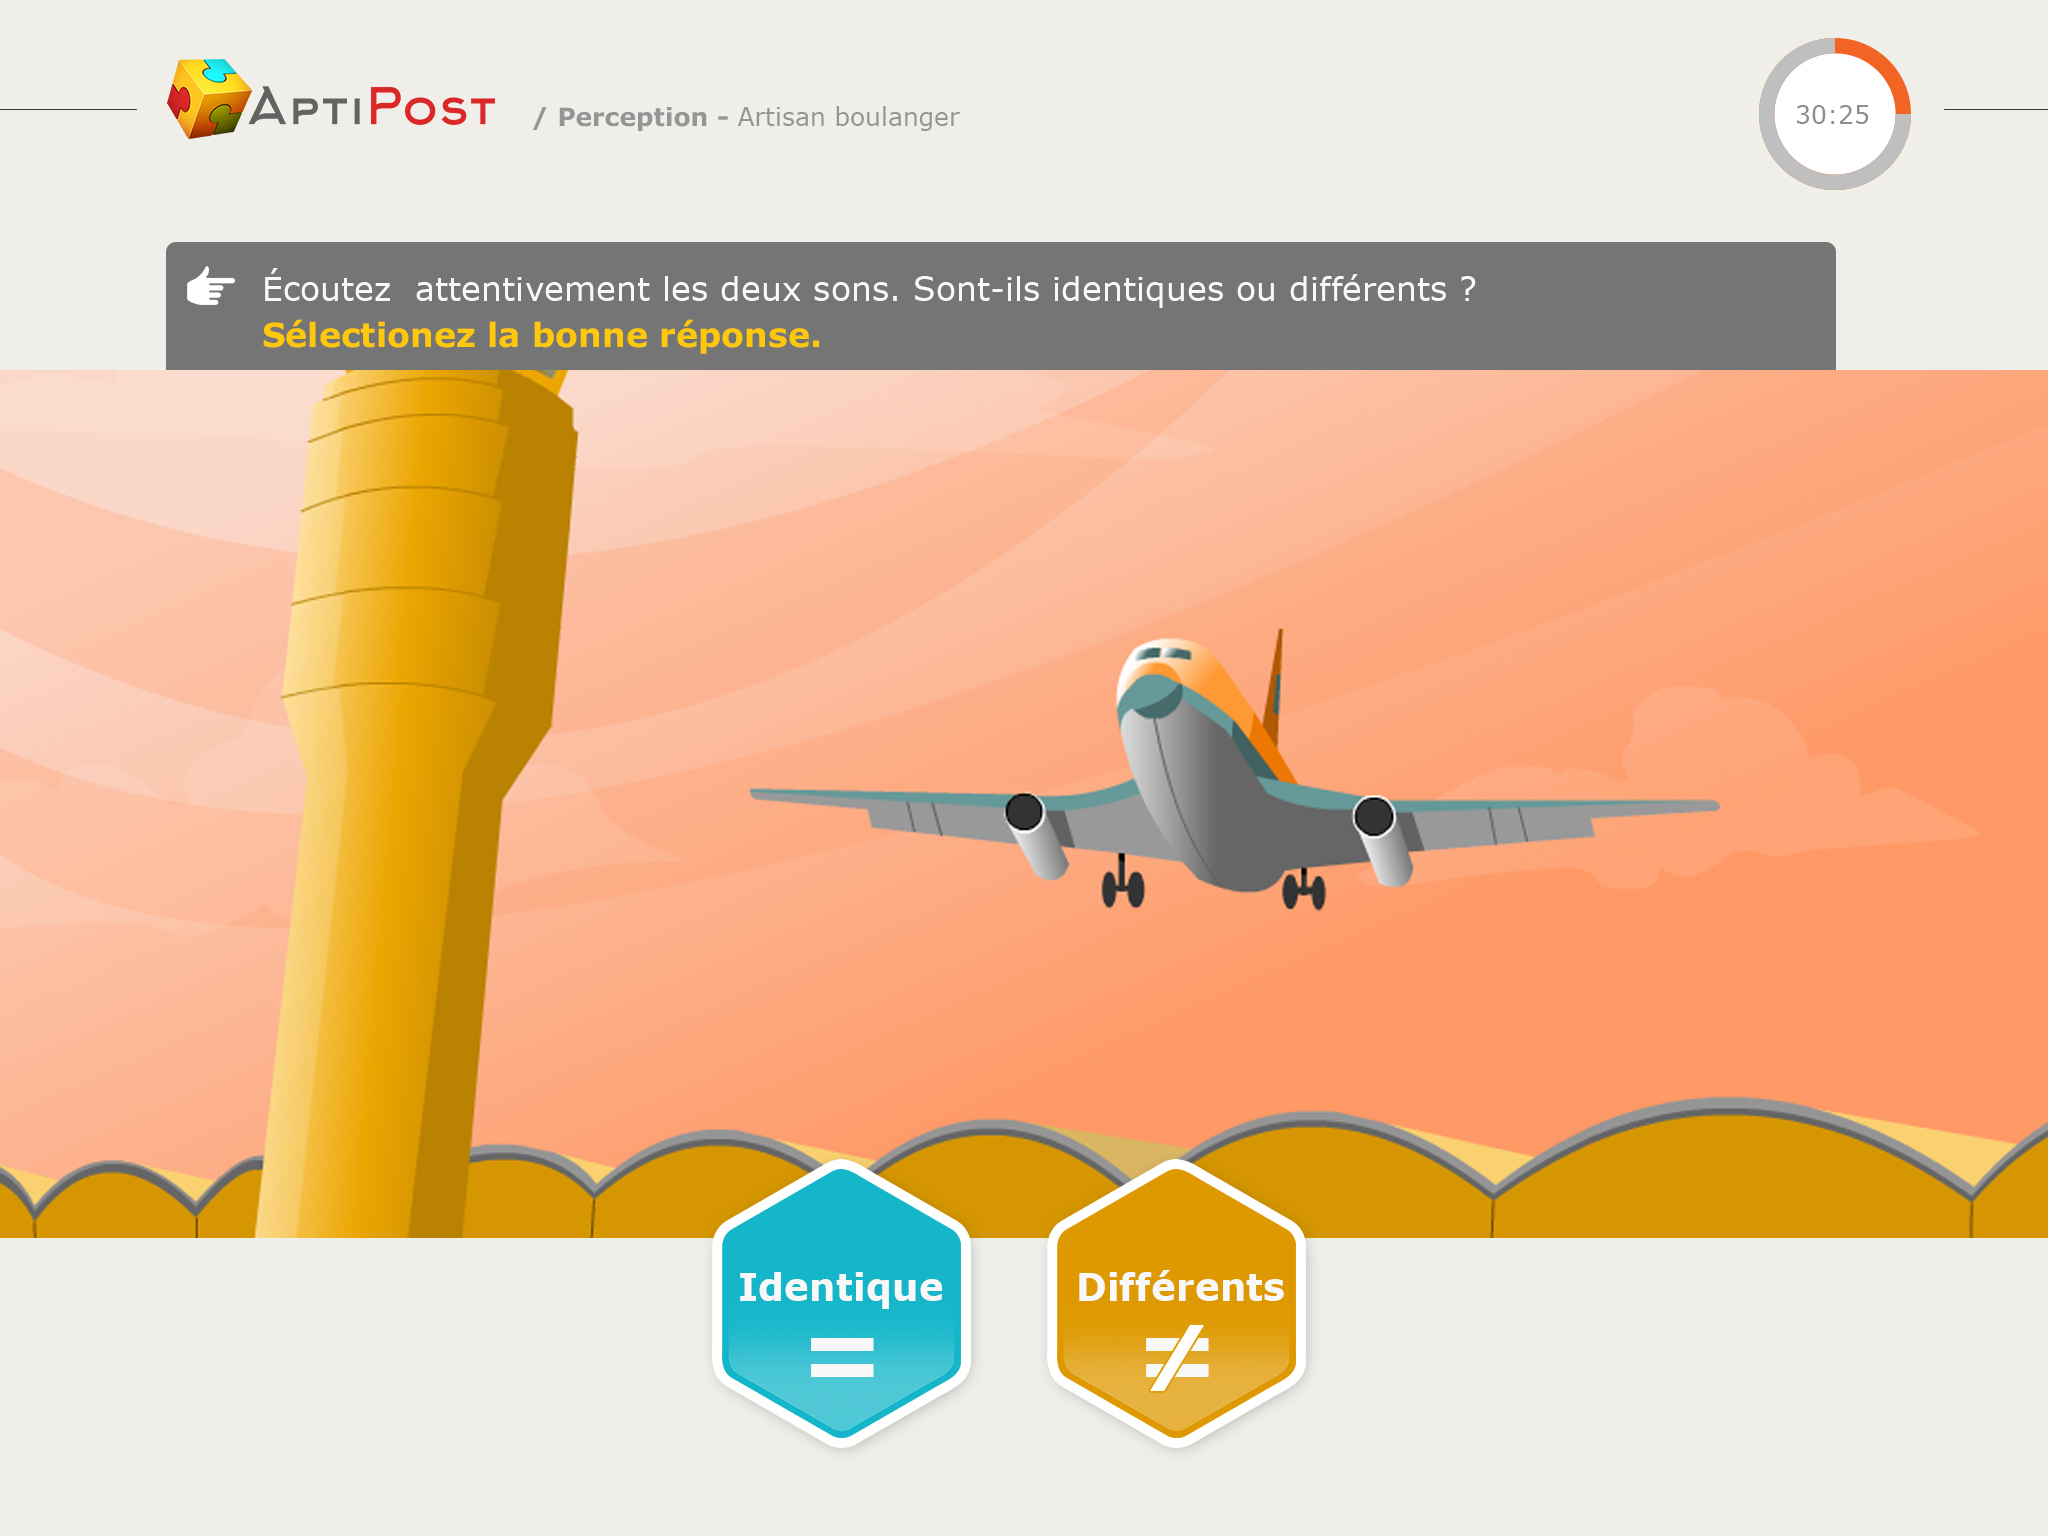 APTIPOST / Perception - Artisan boulanger
30:25
Écoutez  attentivement les deux sons. Sont-ils identiques ou différents ?
Sélectionez la bonne réponse.
Identique
=
Différents
≠